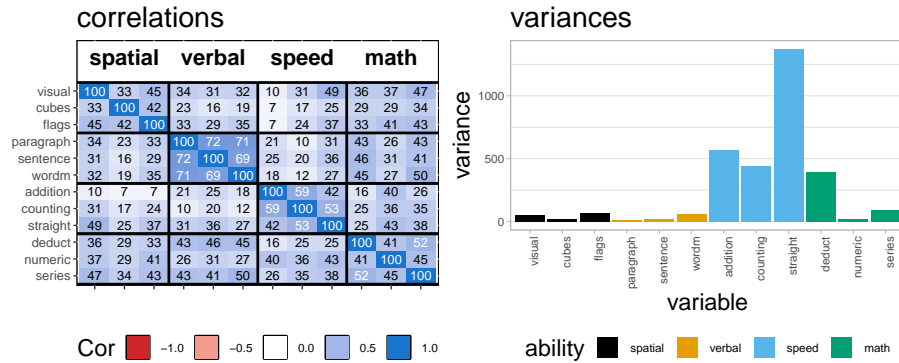 correlations
spatial verbal speed math
visual 100 33 45 34 31 32 10 31 49 36 37 47
cubes 33 100 42 23 16 19 7 17 25 29 29 34
flags 45 42 100 33 29 35 7 24 37 33 41 43
paragraph 34 23 33 100 72 71 21 10 31 43 26 43
sentence 31 16 29 72 100 69 25 20 36 46 31 41
wordm 32 19 35 71 69 100 18 12 27 45 27 50
addition 10 7 7 21 25 18 100 59 42 16 40 26
counting 31 17 24 10 20 12 59 100 53 25 36 35
straight 49 25 37 31 36 27 42 53 100 25 43 38
deduct 36 29 33 43 46 45 16 25 25 100 41 52
numeric 37 29 41 26 31 27 40 36 43 41 100 45
series 47 34 43 43 41 50 26 35 38 52 45 100
Cor -1.0 -0.5 0.0 0.5 1.0
variances
variance
1000
500
0
visual cubes flags paragraph sentence wordm addition counting straight deduct numeric series
variable
ability spatial verbal speed math